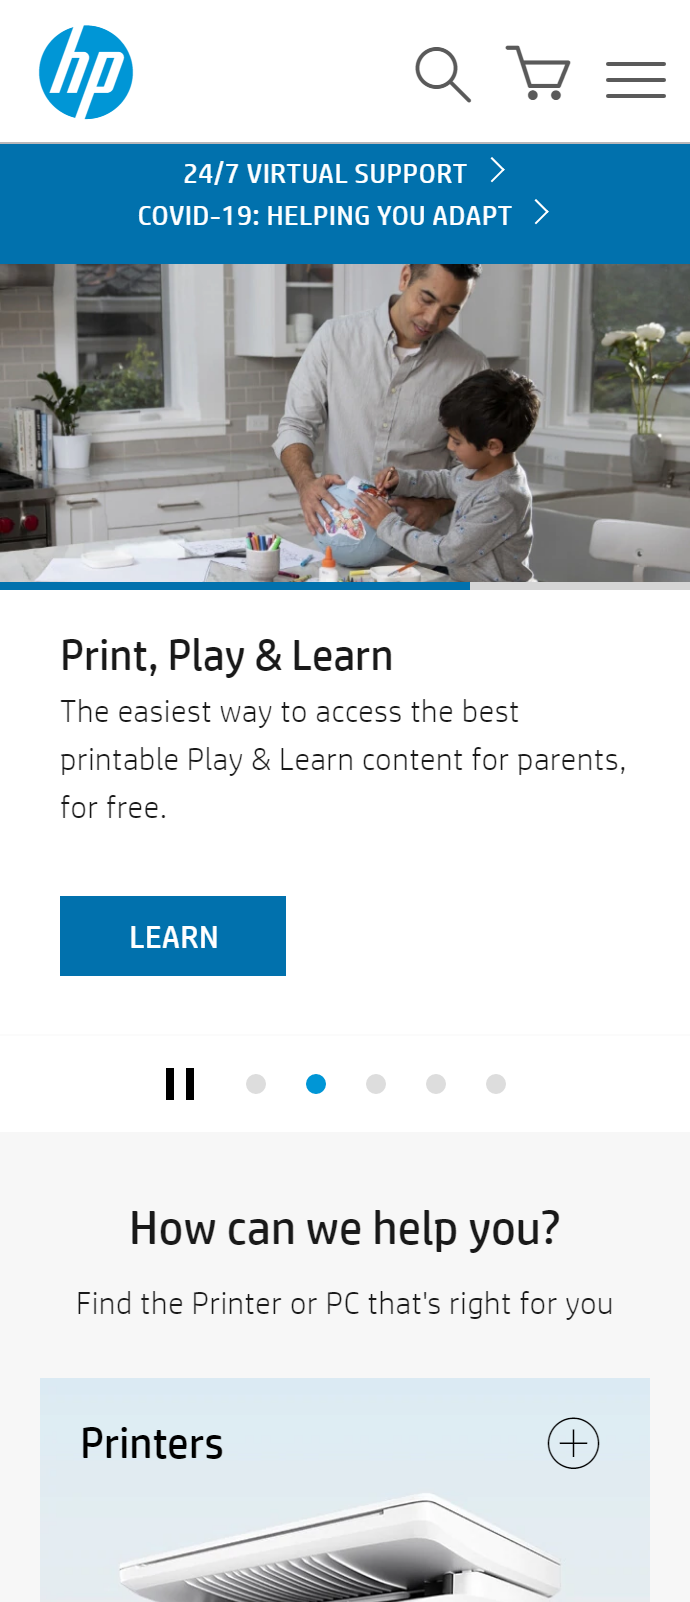 hp
24/7 VIRTUAL SUPPORT
COVID-19: HELPING YOU ADAPT
Print, Play & Learn
The easiest way to access the best
printable Play & Learn content for parents,
for free.
LEARN
How can we help you?
Find the Printer or PC that's right for you
Printers